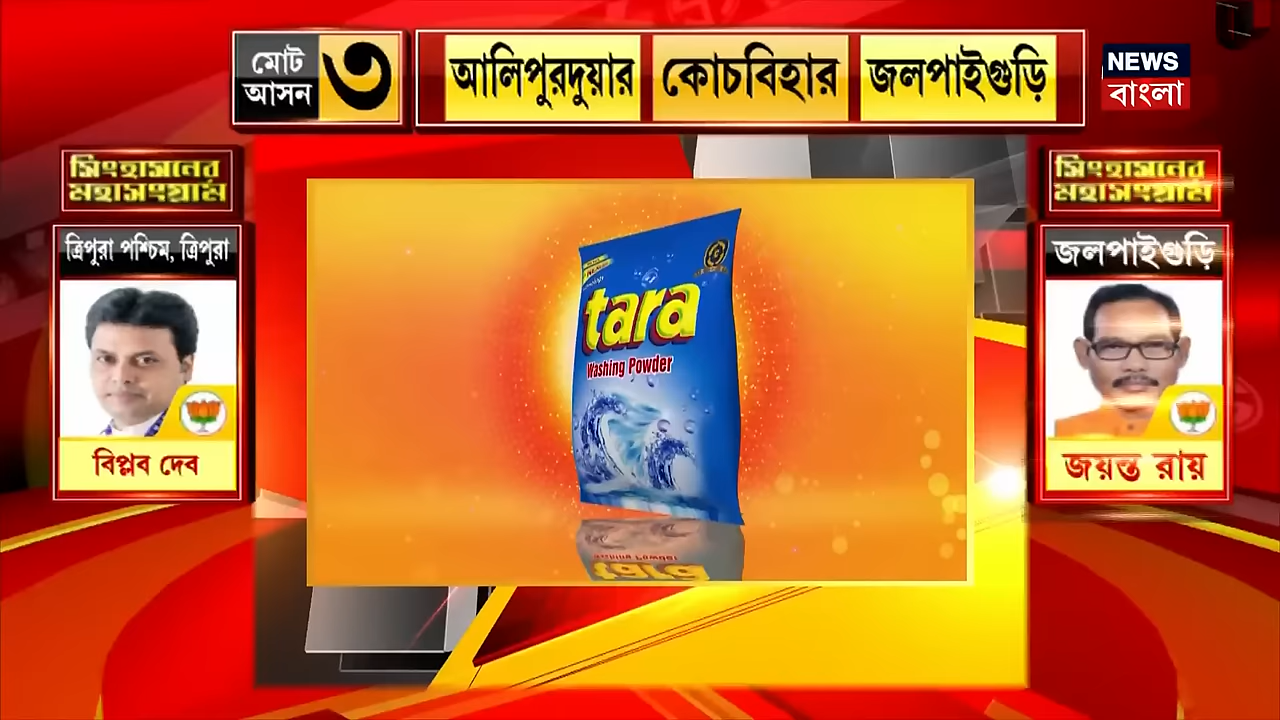 মোট
আসন
৩
আলিপুরদুয়ার
কোচবিহার
জলপাইগুড়ি
NEWS
বাংলা
সিংহাসনের
মহাসংগ্রাম
ত্রিপুরা পশ্চিম, ত্রিপুরা
বিপ্লব দেব
tara
Washing Powder
সিংহাসনের
মহাসংগ্রাম
জলপাইগুড়ি
জয়ন্ত রায়